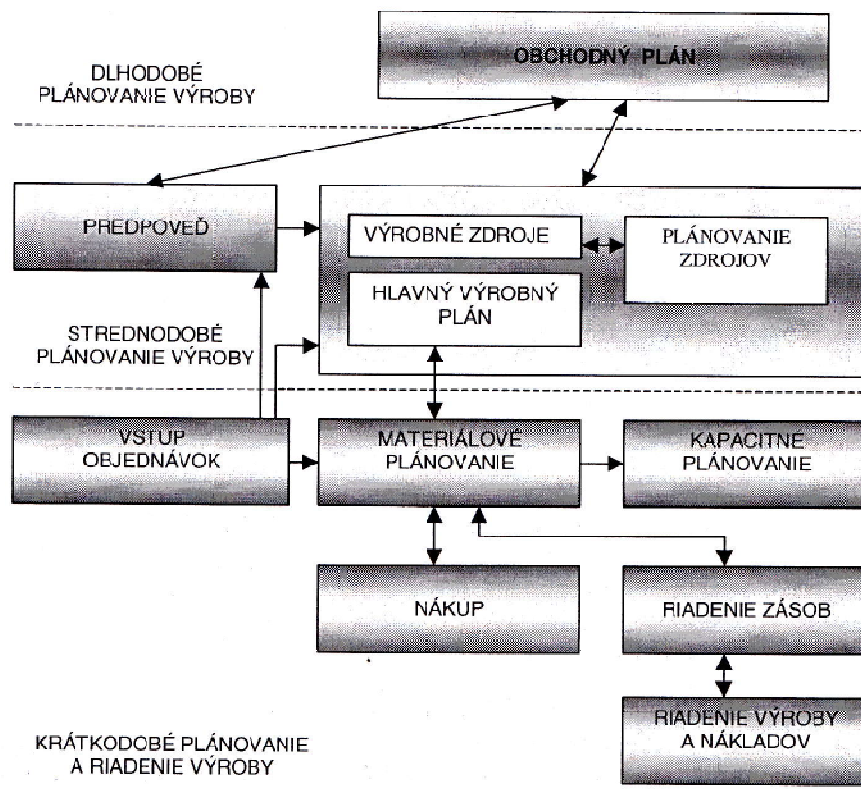 OBCHODNÝ PLÁN
DLHODOBÉ
PLÁNOVANIE VÝROBY
PREDPOVEĎ
VÝROBNÉ ZDROJE
PLÁNOVANIE
ZDROJOV
HLAVNÝ VÝROBNÝ
PLÁN
STREDNODOBÉ
PLÁNOVANIE VÝROBY
VSTUP
OBJEDNÁVOK
MATERIÁLOVÉ
PLÁNOVANIE
KAPACITNÉ
PLÁNOVANIE
NÁKUP
RIADENIE ZÁSOB
RIADENIE VÝROBY
A NÁKLADOV
KRÁTKODOBÉ PLÁNOVANIE
A RIADENIE VÝROBY